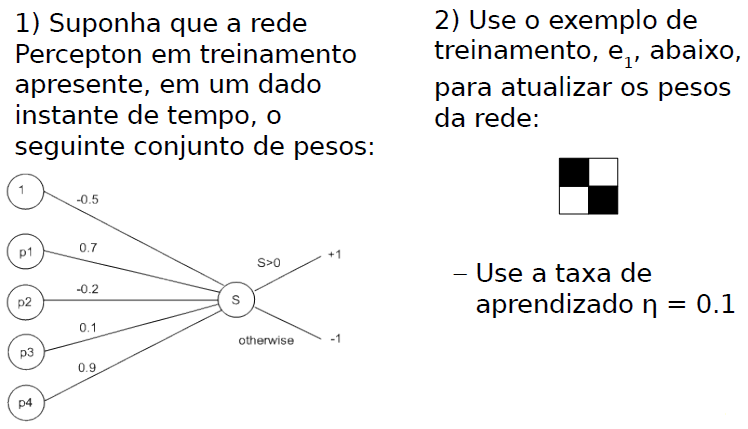 1) Suponha que a rede
Percepton em treinamento
apresente, em um dado
instante de tempo, o
seguinte conjunto de pesos:
1
-0.5
p1
0.7
p2
-0.2
p3
0.1
p4
0.9
S
S>0
+1
otherwise
-1
2) Use o exemplo de
treinamento, e1, abaixo,
para atualizar os pesos
da rede:
– Use a taxa de
aprendizado η = 0.1